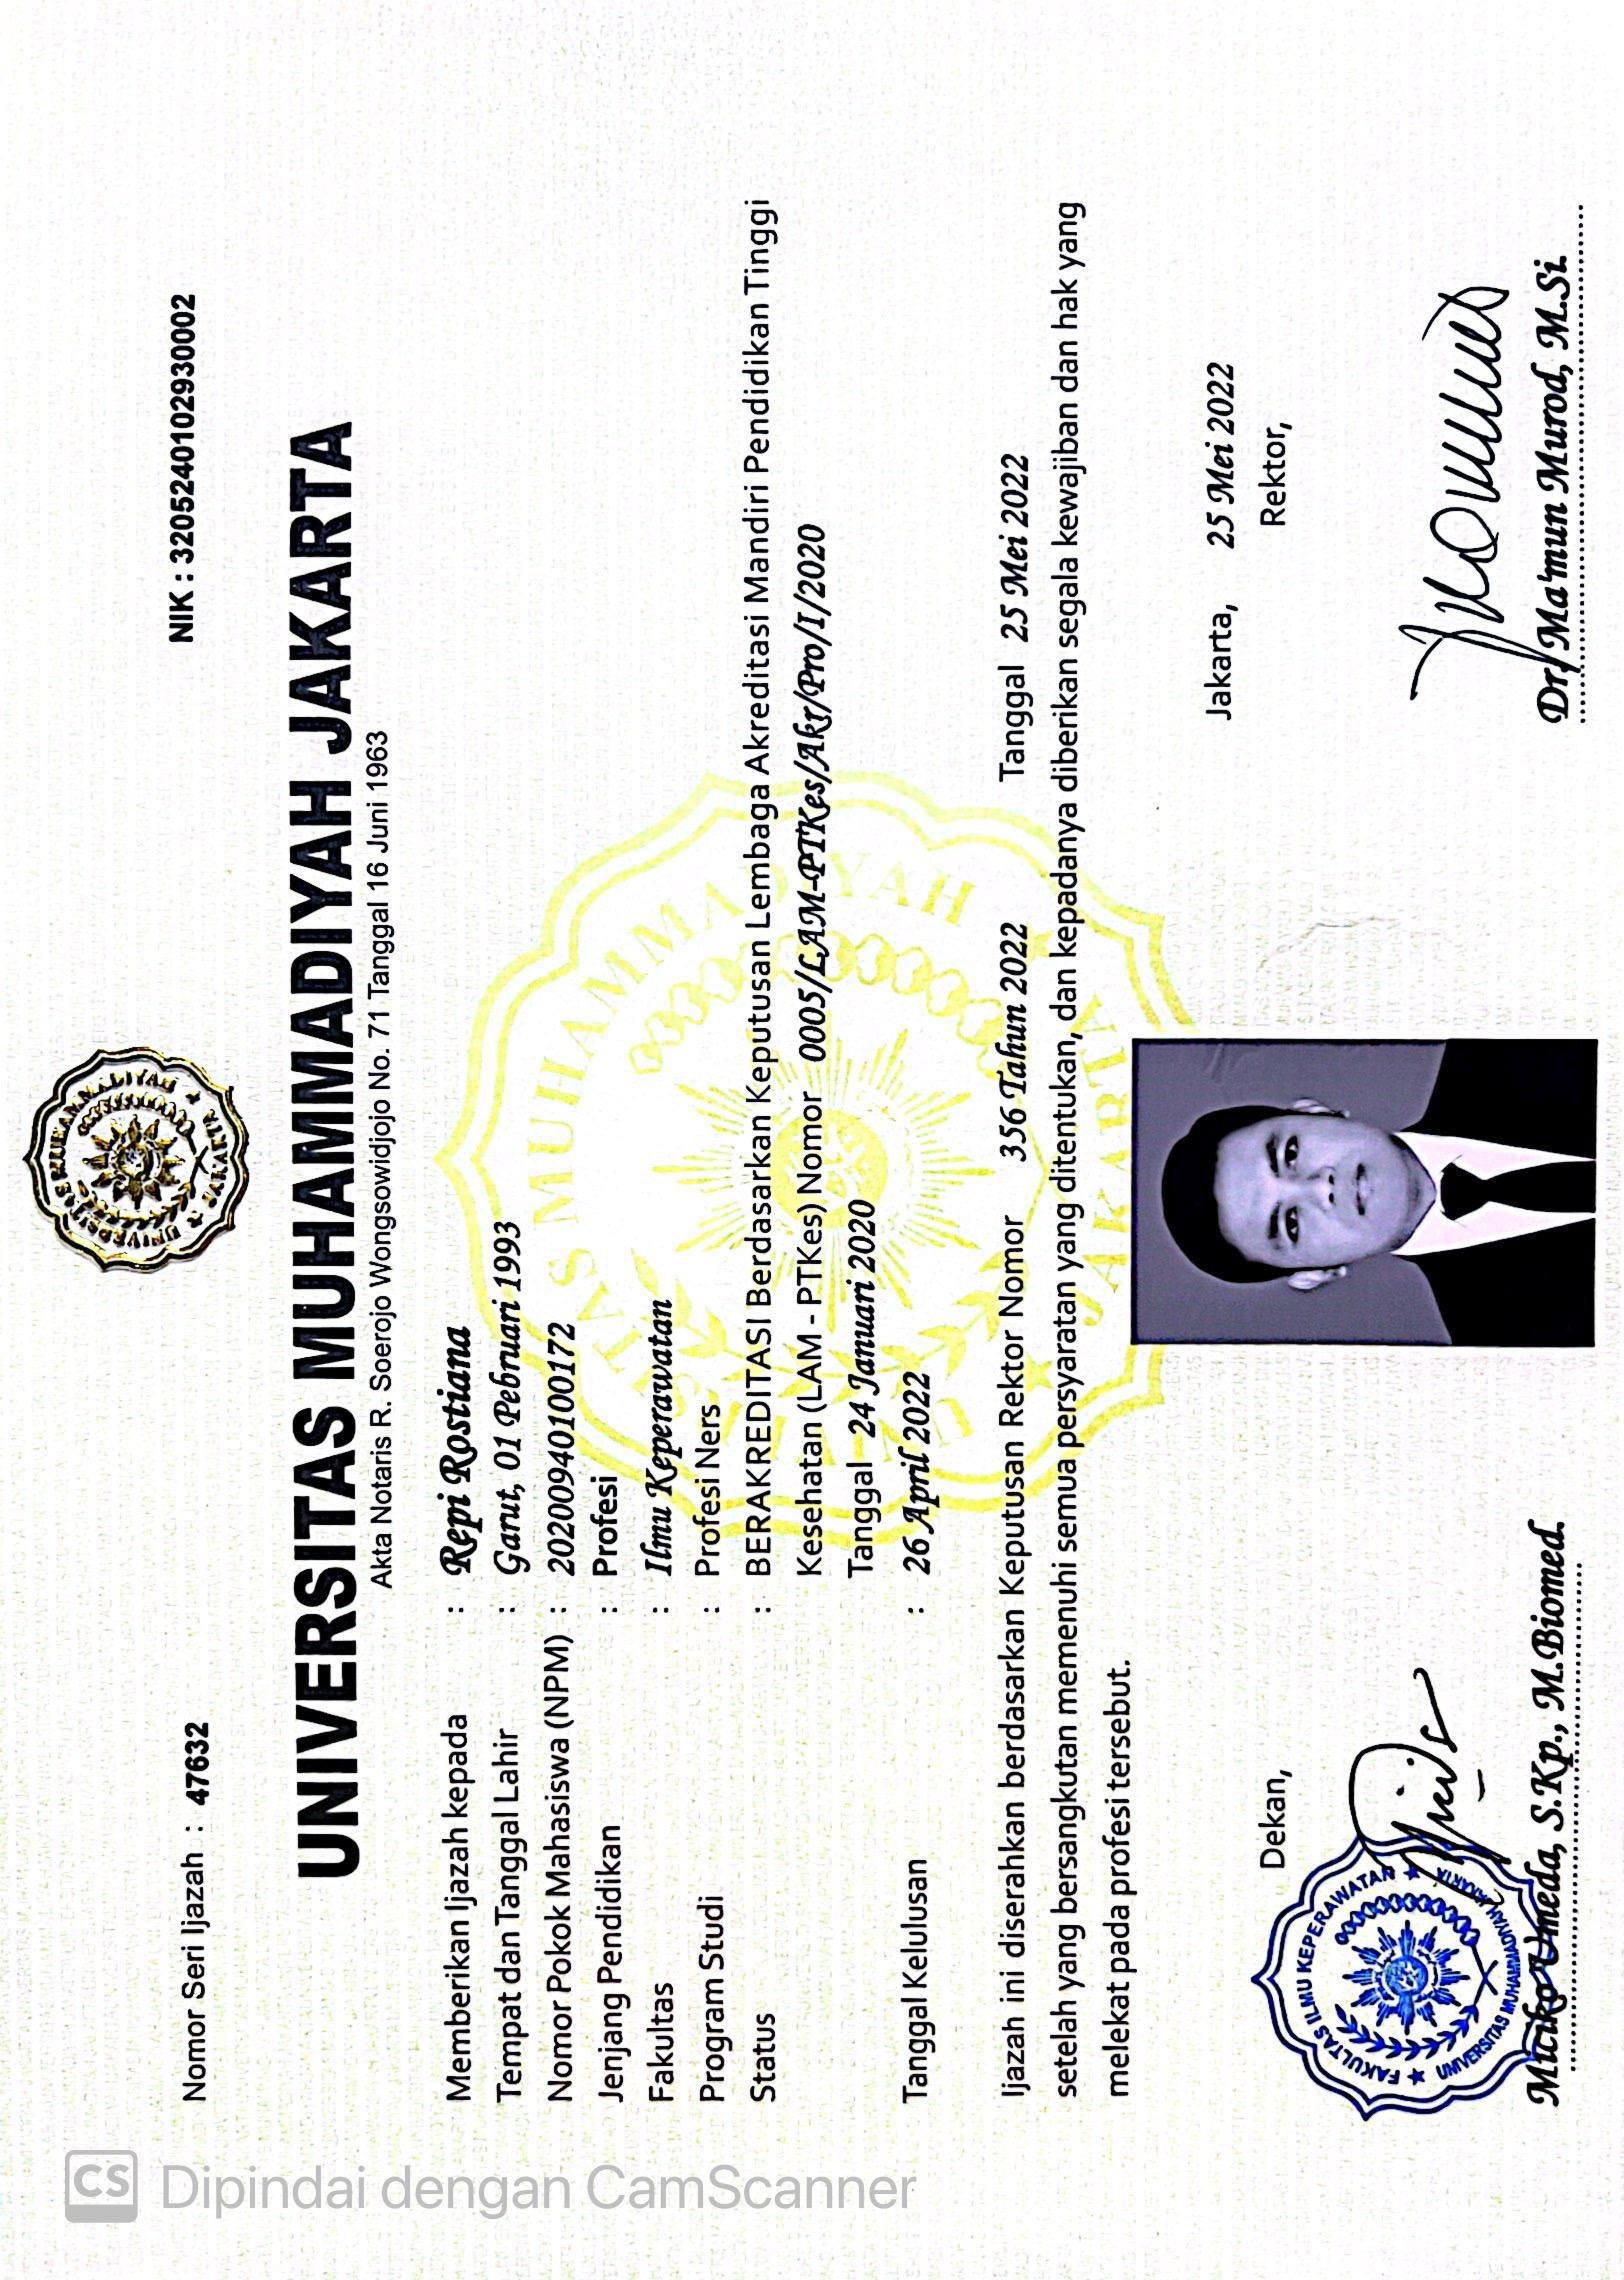 Nomor Seri Ijazah : 47632
NIK : 3205240102930002
UNIVERSITAS MUHAMMADIYAH JAKARTA
UNIVERSITAS MUHAMMADIYAH JAKARTA
Akta Notaris R. Soerojo Wongsowidjojo No. 71 Tanggal 16 Juni 1963
Memberikan Ijazah kepada : Repi Rostiana
Tempat dan Tanggal Lahir : Garut, 01 Pebruari 1993
Nomor Pokok Mahasiswa (NPM) : 20200940100172
Jenjang Pendidikan : Profesi
Fakultas : Ilmu Keperawatan
Program Studi : Profesi Ners
Status : BERAKREDITASI Berdasarkan Keputusan Lembaga Akreditasi Mandiri Pendidikan Tinggi
Kesehatan (LAM - PTKes) Nomor 0005/LAM-PTKes/Akr/Pro/I/2020
Tanggal 24 Januari 2020
Tanggal Kelulusan : 26 April 2022
UNIVERSITAS MUHAMMADIYAH JAKARTA
Ijazah ini diserahkan berdasarkan Keputusan Rektor Nomor 356 Tahun 2022 Tanggal 25 Mei 2022
setelah yang bersangkutan memenuhi semua persyaratan yang ditentukan, dan kepadanya diberikan segala kewajiban dan hak yang
melekat pada profesi tersebut.
Jakarta, 25 Mei 2022
Dekan,
Rektor,
FAKULTAS ILMU KEPERAWATAN
UNIVERSITAS MUHAMMADIYAH JAKARTA
Miciko Umeda, S.Kp., M.Biomed.
Dr. Ma'mun Murod, M.Si.
CS Dipindai dengan CamScanner